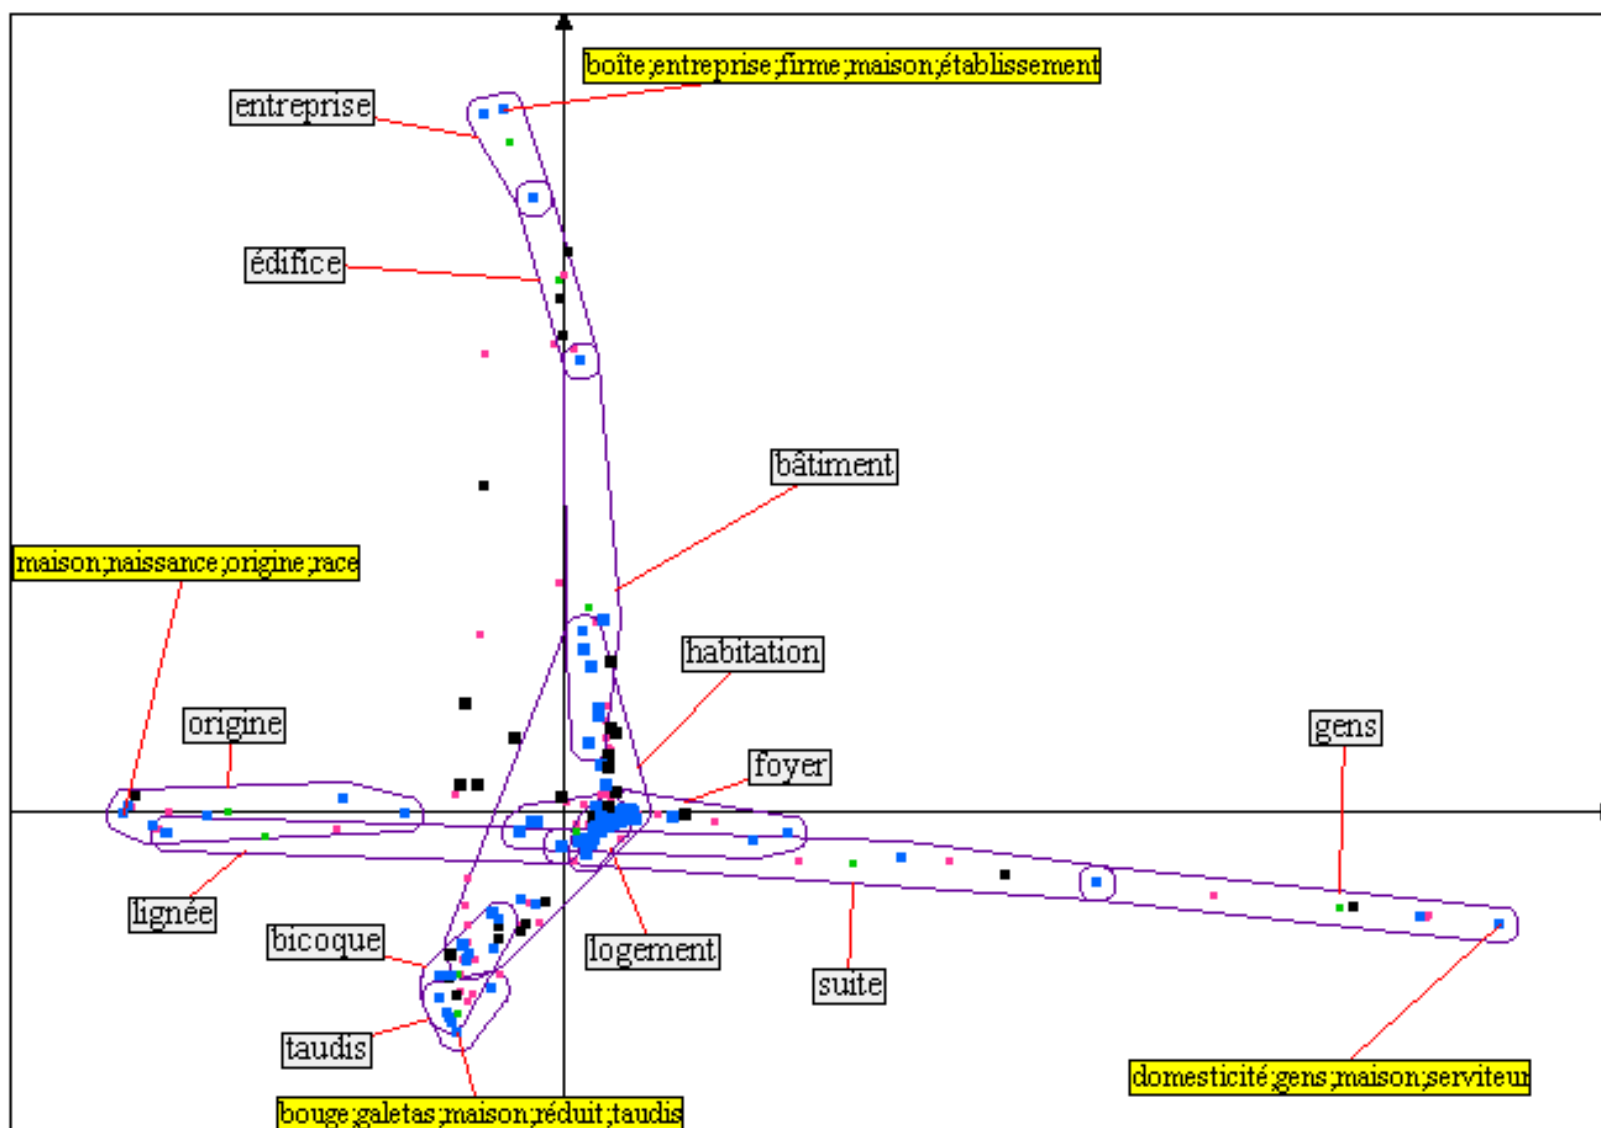 boîte;entreprise;firme;maison;établissement
entreprise
édifice
bâtiment
maison;naissance;origine;race
habitation
origine
gens
foyer
lignée
bicoque
logement
suite
taudis
domesticité;gens;maison;serviteur
bouge;galetas;maison;réduit;taudis